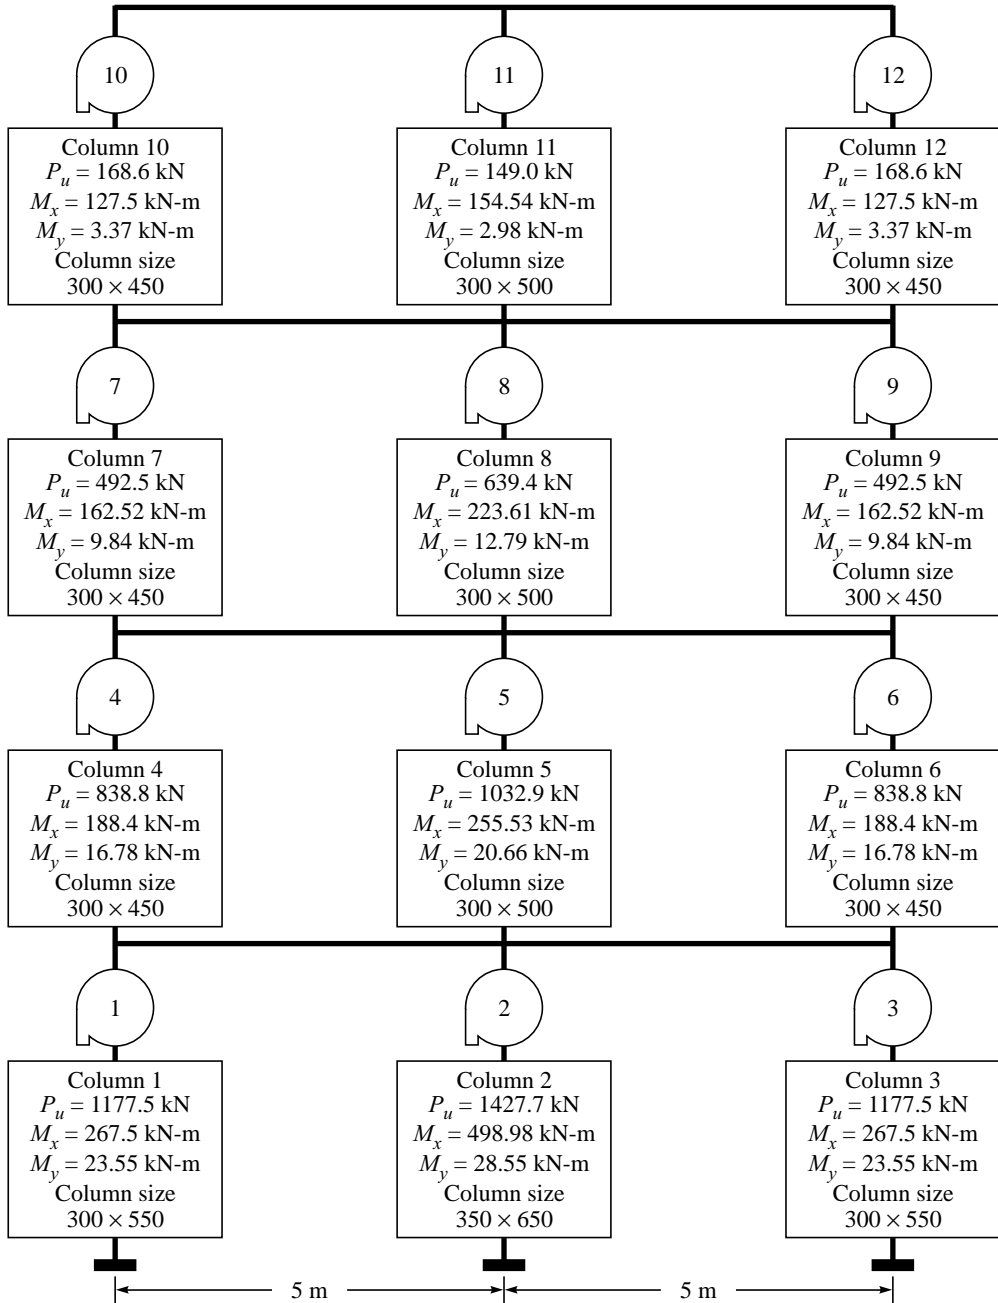 10
11
12
Column 10
P_u = 168.6 kN
M_x = 127.5 kN-m
M_y = 3.37 kN-m
Column size
300 × 450
Column 11
P_u = 149.0 kN
M_x = 154.54 kN-m
M_y = 2.98 kN-m
Column size
300 × 500
Column 12
P_u = 168.6 kN
M_x = 127.5 kN-m
M_y = 3.37 kN-m
Column size
300 × 450
7
8
9
Column 7
P_u = 492.5 kN
M_x = 162.52 kN-m
M_y = 9.84 kN-m
Column size
300 × 450
Column 8
P_u = 639.4 kN
M_x = 223.61 kN-m
M_y = 12.79 kN-m
Column size
300 × 500
Column 9
P_u = 492.5 kN
M_x = 162.52 kN-m
M_y = 9.84 kN-m
Column size
300 × 450
4
5
6
Column 4
P_u = 838.8 kN
M_x = 188.4 kN-m
M_y = 16.78 kN-m
Column size
300 × 450
Column 5
P_u = 1032.9 kN
M_x = 255.53 kN-m
M_y = 20.66 kN-m
Column size
300 × 500
Column 6
P_u = 838.8 kN
M_x = 188.4 kN-m
M_y = 16.78 kN-m
Column size
300 × 450
1
2
3
Column 1
P_u = 1177.5 kN
M_x = 267.5 kN-m
M_y = 23.55 kN-m
Column size
300 × 550
Column 2
P_u = 1427.7 kN
M_x = 498.98 kN-m
M_y = 28.55 kN-m
Column size
350 × 650
Column 3
P_u = 1177.5 kN
M_x = 267.5 kN-m
M_y = 23.55 kN-m
Column size
300 × 550
5 m
5 m